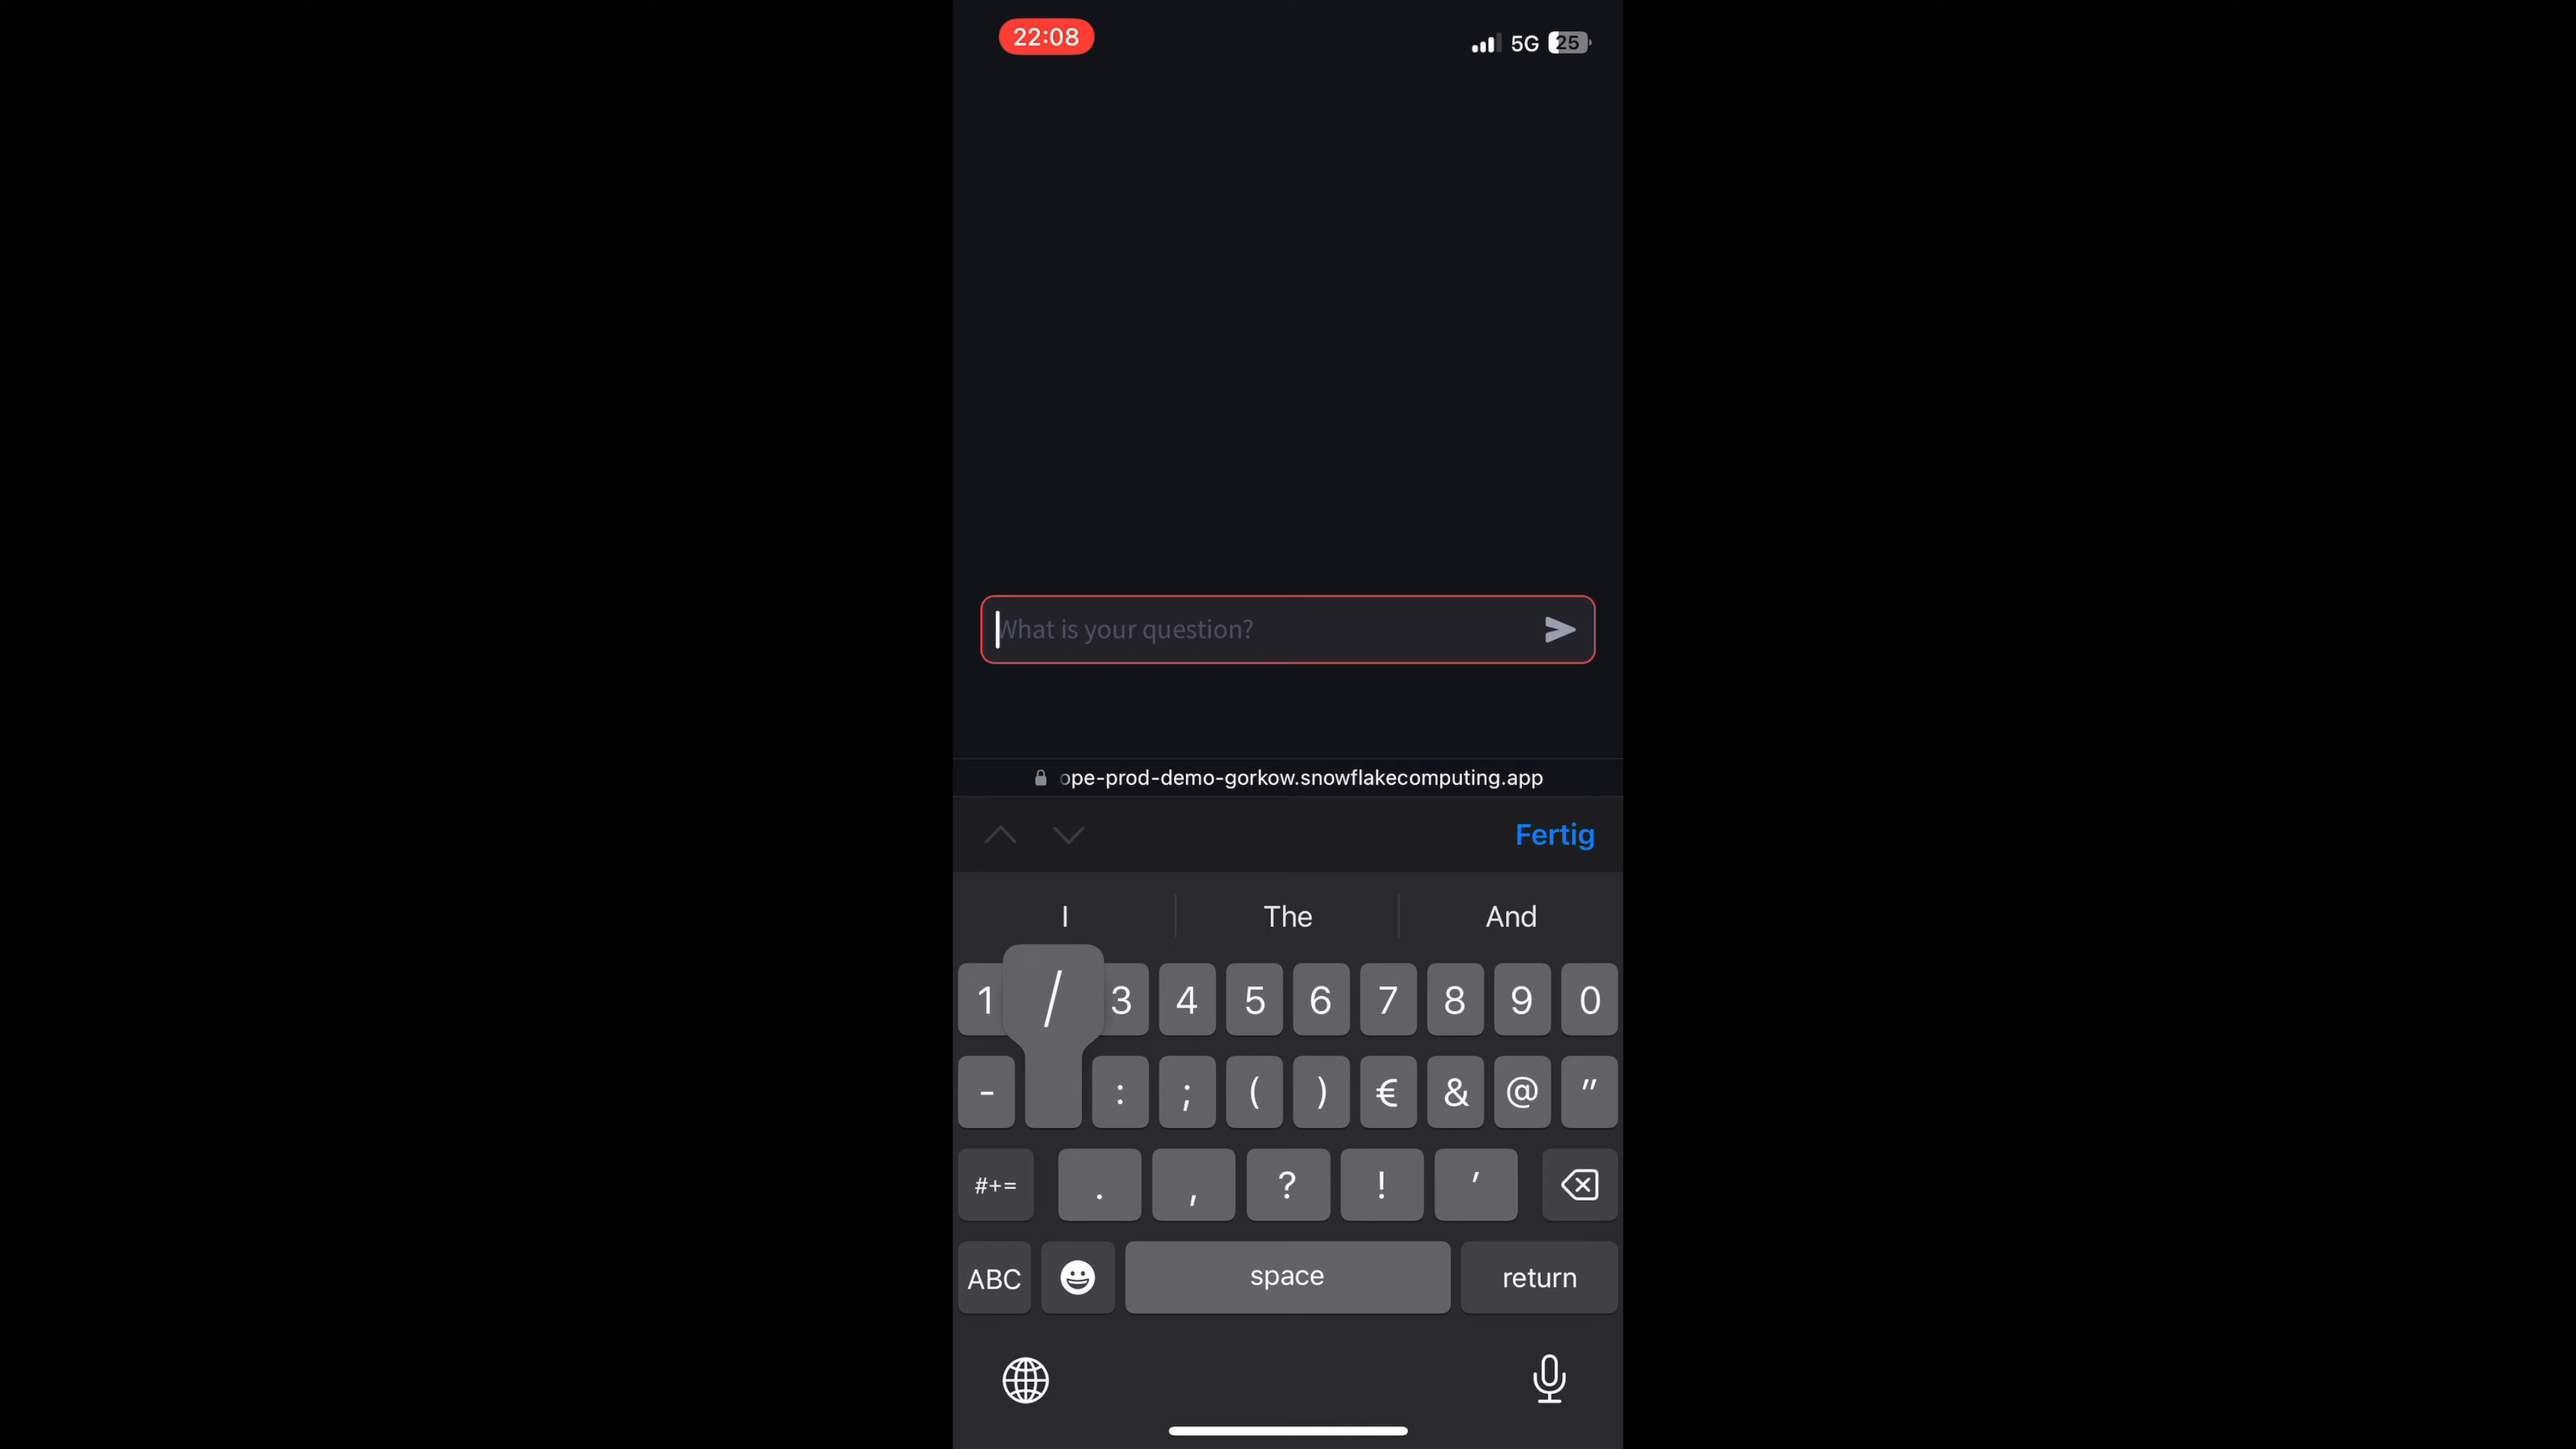 22:08 5G 25
What is your question?
ope-prod-demo-gorkow.snowflakecomputing.app
Fertig
I The And
1 / 3 4 5 6 7 8 9 0
- : ; ( ) € & @ "
#+= . , ? ! '
ABC space return